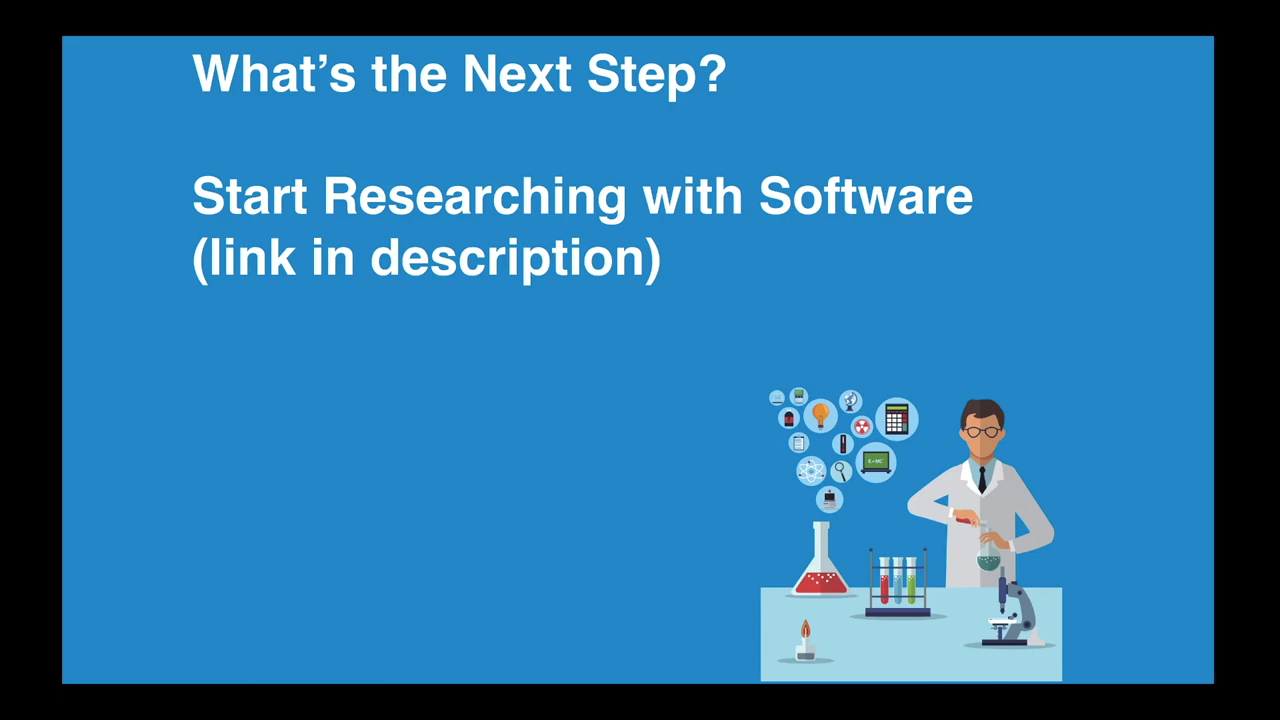 What's the Next Step?
Start Researching with Software
(link in description)